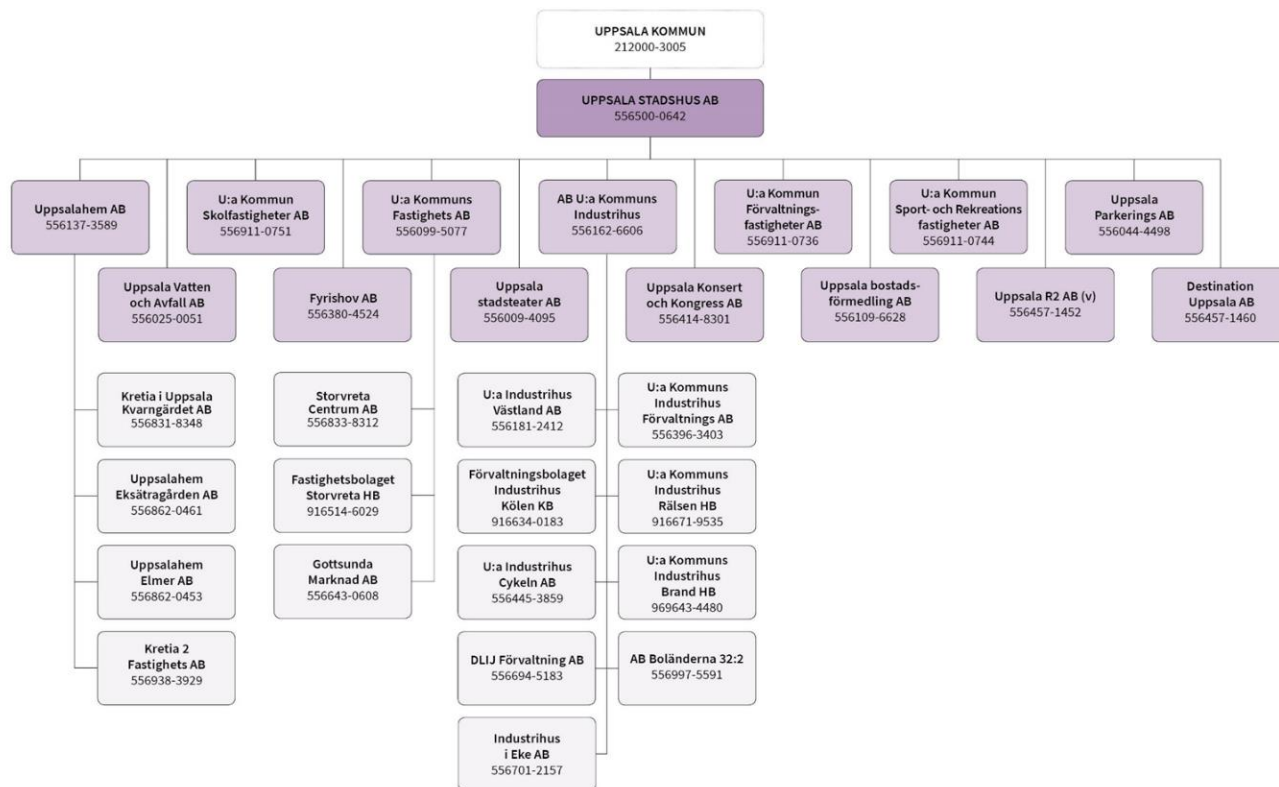 UPPSALA KOMMUN
212000-3005
UPPSALA STADSHUS AB
556500-0642
Uppsalahem AB
556137-3589
U:a Kommun
Skolfastigheter AB
556911-0751
U:a Kommuns
Fastighets AB
556099-5077
AB U:a Kommuns
Industrihus
556162-6606
U:a Kommun
Förvaltnings-
fastigheter AB
556911-0736
U:a Kommun
Sport- och Rekreations
fastigheter AB
556911-0744
Uppsala
Parkerings AB
556044-4498
Uppsala Vatten
och Avfall AB
556025-0051
Fyrishov AB
556380-4524
Uppsala
stadsteater AB
556009-4095
Uppsala Konsert
och Kongress AB
556414-8301
Uppsala bostads-
förmedling AB
556109-6628
Uppsala R2 AB (v)
556457-1452
Destination
Uppsala AB
556457-1460
Kretia i Uppsala
Kvarngärdet AB
556831-8348
Storvreta
Centrum AB
556833-8312
U:a Industrihus
Västland AB
556181-2412
U:a Kommuns
Industrihus
Förvaltnings AB
556396-3403
Uppsalahem
Eksätragården AB
556862-0461
Fastighetsbolaget
Storvreta HB
916514-6029
Förvaltningsbolaget
Industrihus
Kölen KB
916634-0183
U:a Kommuns
Industrihus
Rälsen HB
916671-9535
Uppsalahem
Elmer AB
556862-0453
Gottsunda
Marknad AB
556643-0608
U:a Industrihus
Cykeln AB
556445-3859
U:a Kommuns
Industrihus
Brand HB
969643-4480
Kretia 2
Fastighets AB
556938-3929
DLIJ Förvaltning AB
556694-5183
AB Boländerna 32:2
556997-5591
Industrihus
i Eke AB
556701-2157